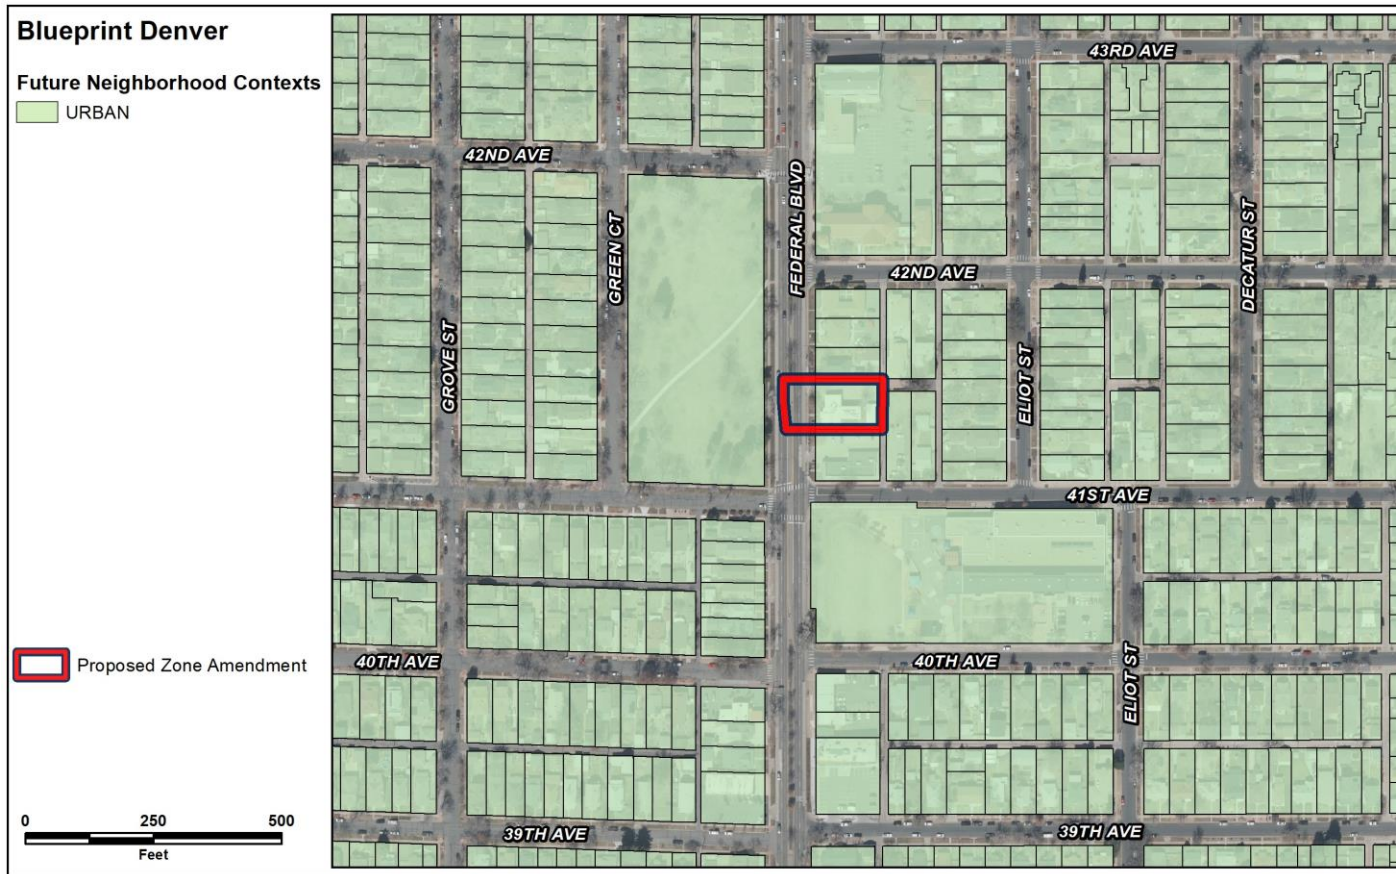 Blueprint Denver
Future Neighborhood Contexts
URBAN
Proposed Zone Amendment
0 250 500
Feet
43RD AVE
42ND AVE
FEDERAL BLVD
DECATUR ST
GREEN CT
42ND AVE
GROVE ST
ELIOT ST
41ST AVE
40TH AVE
40TH AVE
ELIOT ST
39TH AVE
39TH AVE